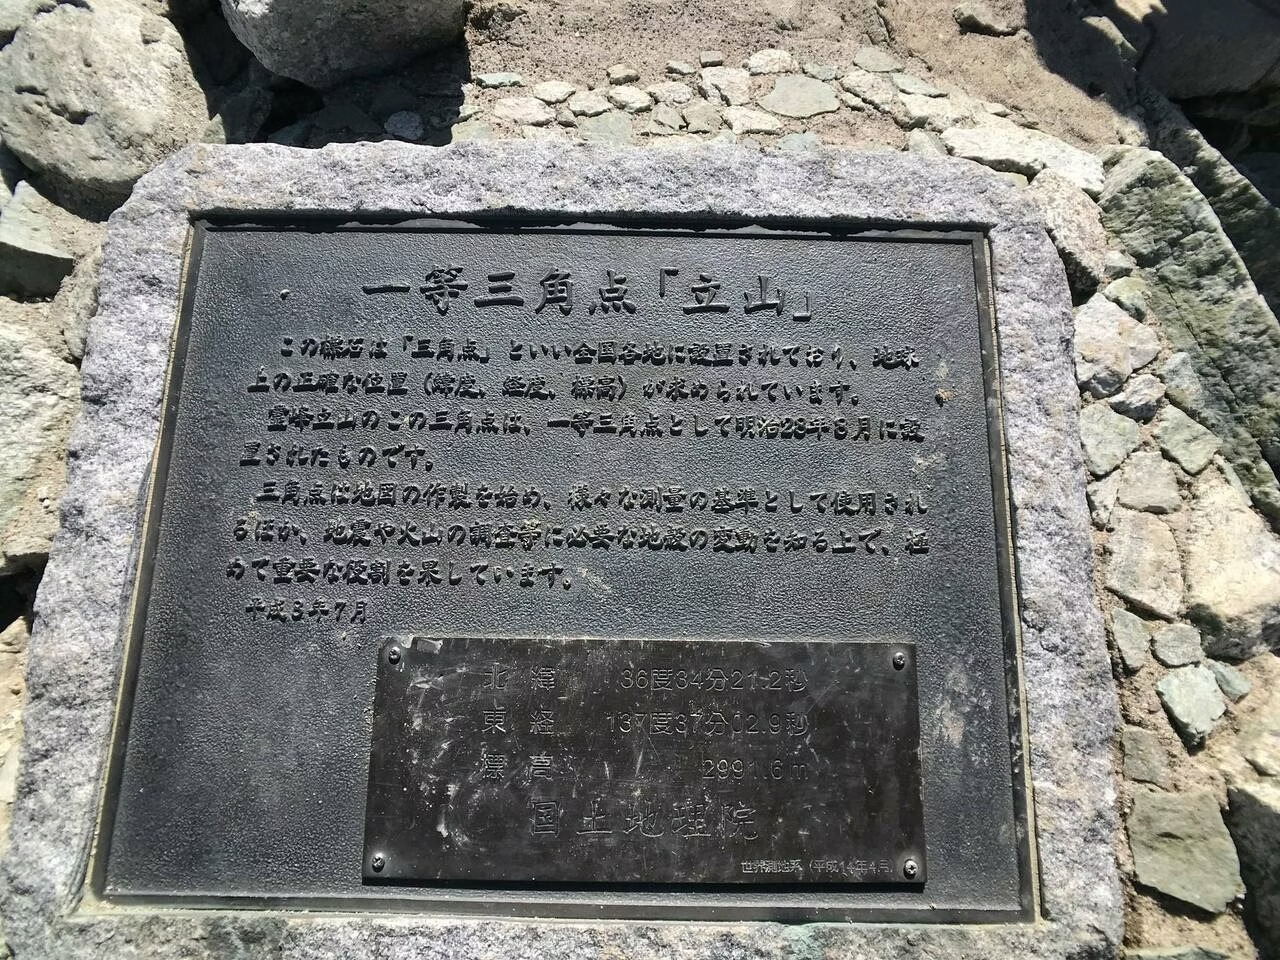 一等三角点「立山」
この標石は「三角点」といい全国各地に設置されており、地球
上の正確な位置(緯度、経度、標高)が求められています。
霊峰立山のこの三角点は、一等三角点として明治28年8月に設
置されたものです。
三角点は地図の作製を始め、様々な測量の基準として使用され
るほか、地震や火山の調査等に必要な地殻の変動を知る上で、極
めて重要な役割を果しています。
平成3年7月
北緯 36度34分21.2秒
東経 137度37分02.9秒
標高 2991.6m
国土地理院
世界測地系(平成14年4月)